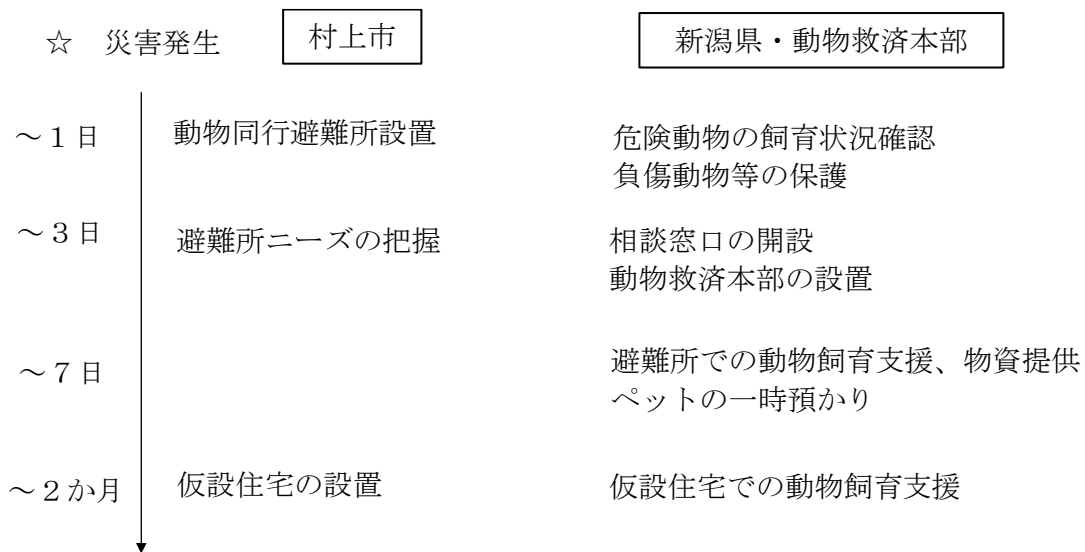 ☆　災害発生　村上市　新潟県・動物救済本部
～１日　動物同行避難所設置　危険動物の飼育状況確認
負傷動物等の保護
～３日　避難所ニーズの把握　相談窓口の開設
動物救済本部の設置
～７日　避難所での動物飼育支援、物資提供
ペットの一時預かり
～２か月　仮設住宅の設置　仮設住宅での動物飼育支援